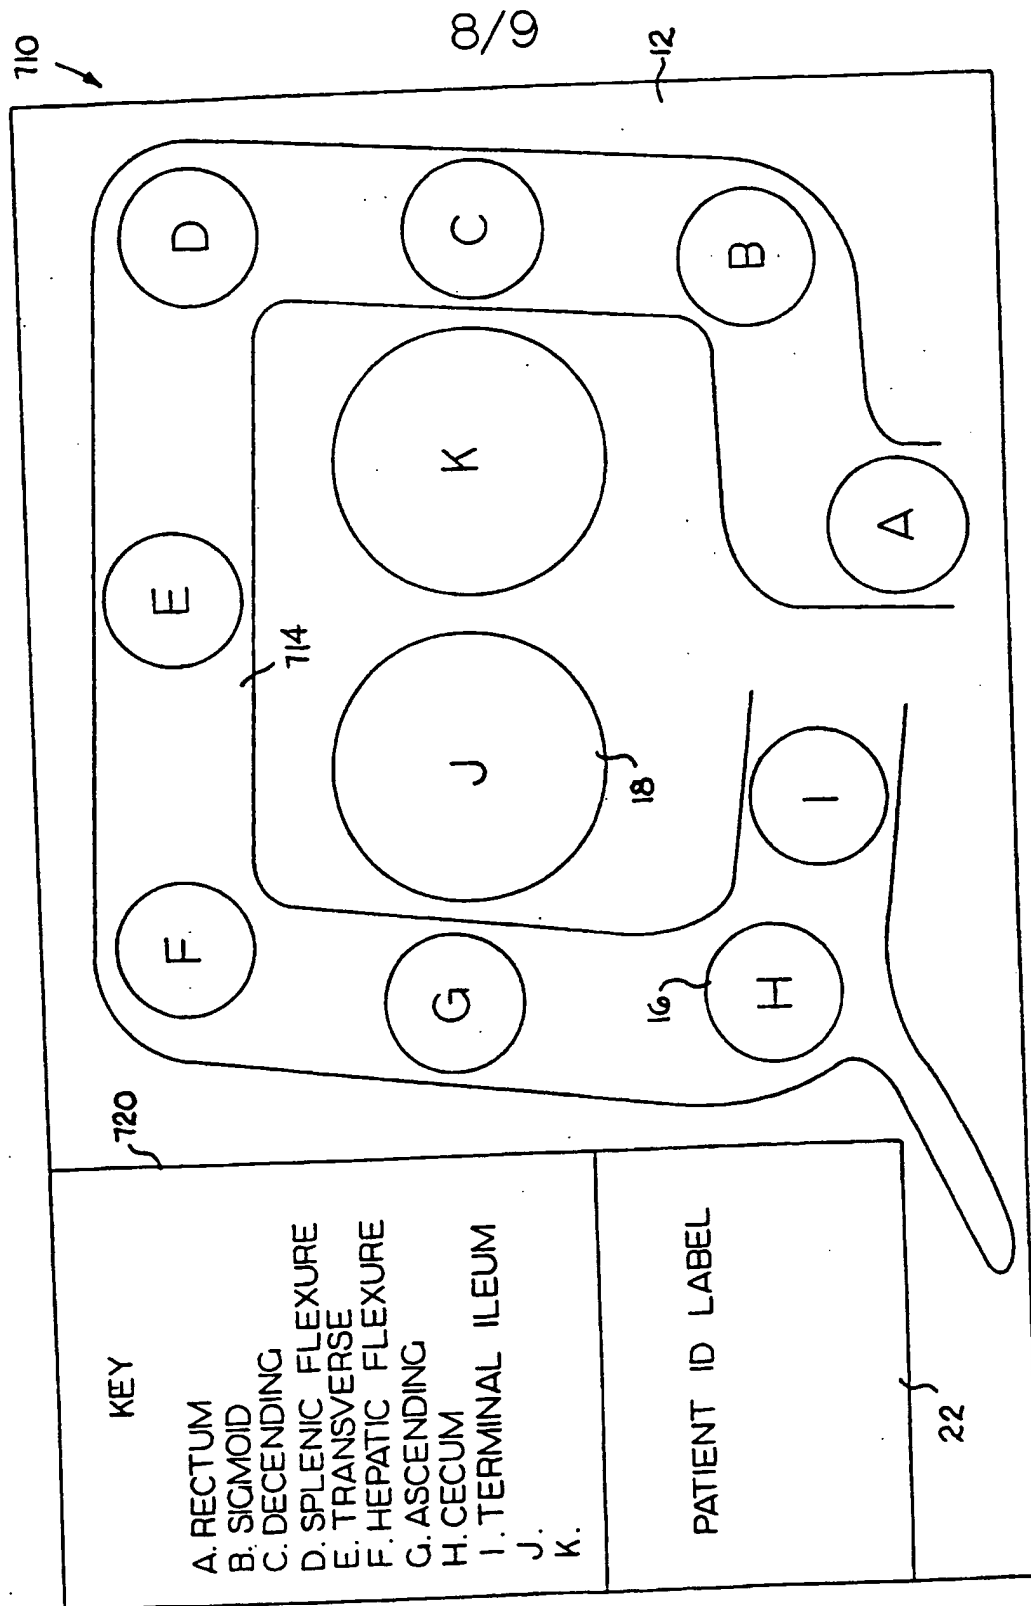 8/9
710
12
D
C
B
E
K
A
714
F
J
18
I
G
16
H
720
KEY
A. RECTUM
B. SIGMOID
C. DECENDING
D. SPLENIC FLEXURE
E. TRANSVERSE
F. HEPATIC FLEXURE
G. ASCENDING
H. CECUM
I. TERMINAL ILEUM
J.
K.
PATIENT ID LABEL
22